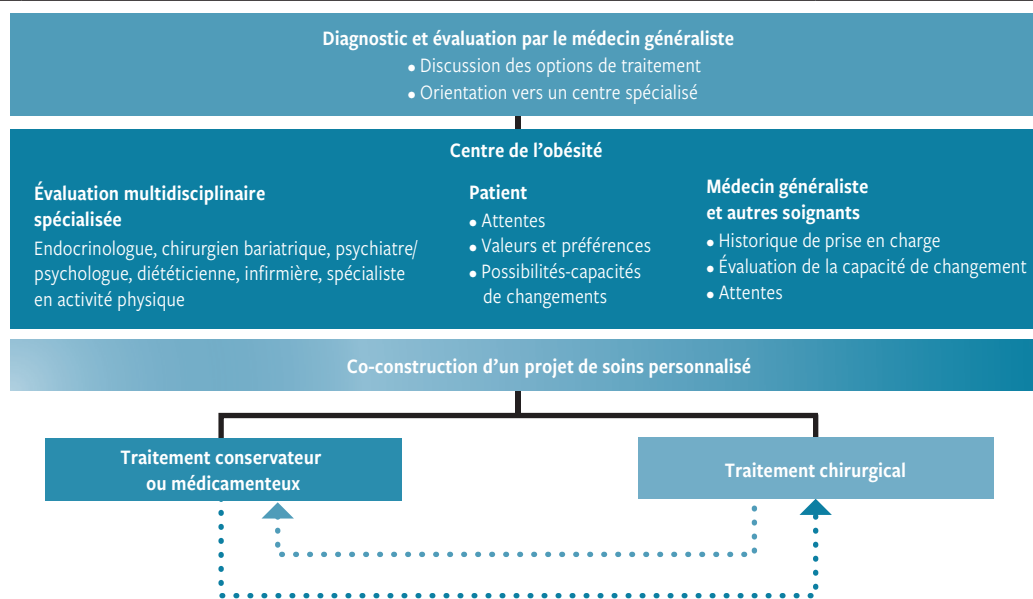 Diagnostic et évaluation par le médecin généraliste
• Discussion des options de traitement
• Orientation vers un centre spécialisé
Centre de l’obésité
Évaluation multidisciplinaire
spécialisée
Endocrinologue, chirurgien bariatrique, psychiatre/
psychologue, diététicienne, infirmière, spécialiste
en activité physique
Patient
• Attentes
• Valeurs et préférences
• Possibilités-capacités
de changements
Médecin généraliste
et autres soignants
• Historique de prise en charge
• Évaluation de la capacité de changement
• Attentes
Co-construction d’un projet de soins personnalisé
Traitement conservateur
ou médicamenteux
Traitement chirurgical